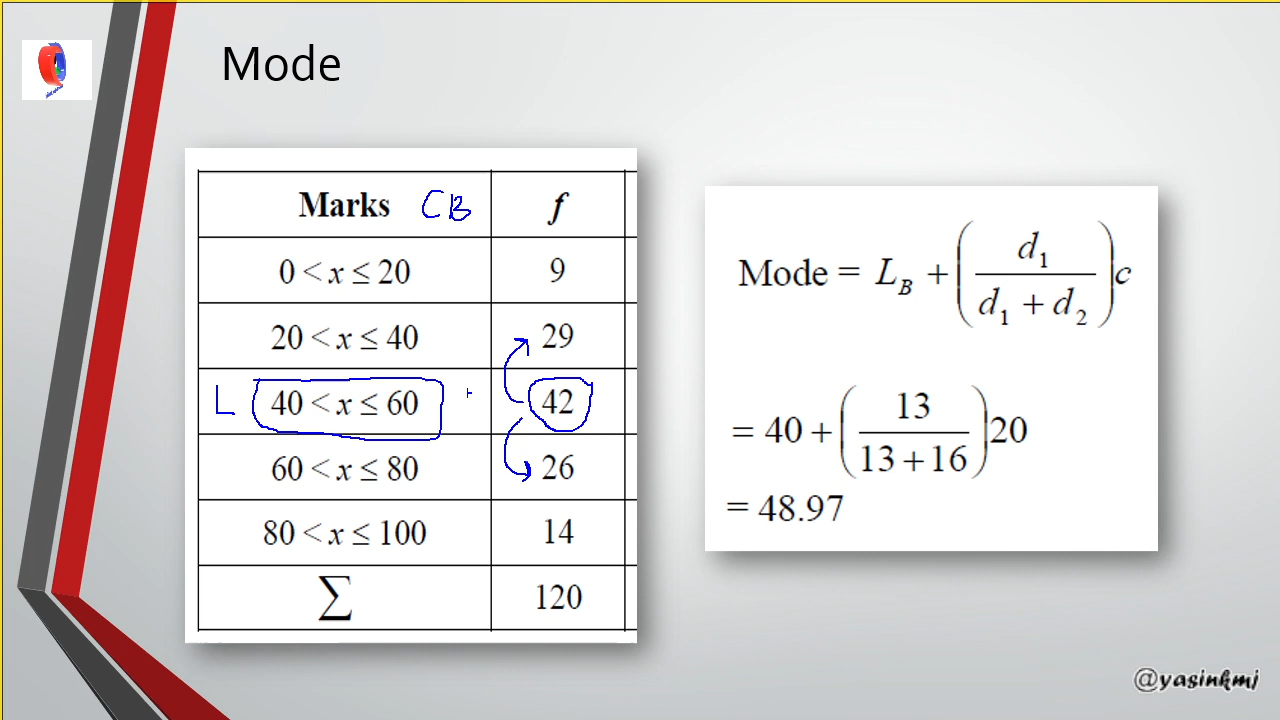 Mode
Marks CB f
0 < x ≤ 20 9
20 < x ≤ 40 29
L 40 < x ≤ 60 42
60 < x ≤ 80 26
80 < x ≤ 100 14
∑ 120
Mode = L_B + (d_1 / (d_1 + d_2)) c
= 40 + (13 / (13 + 16)) 20
= 48.97
@yasinkmj